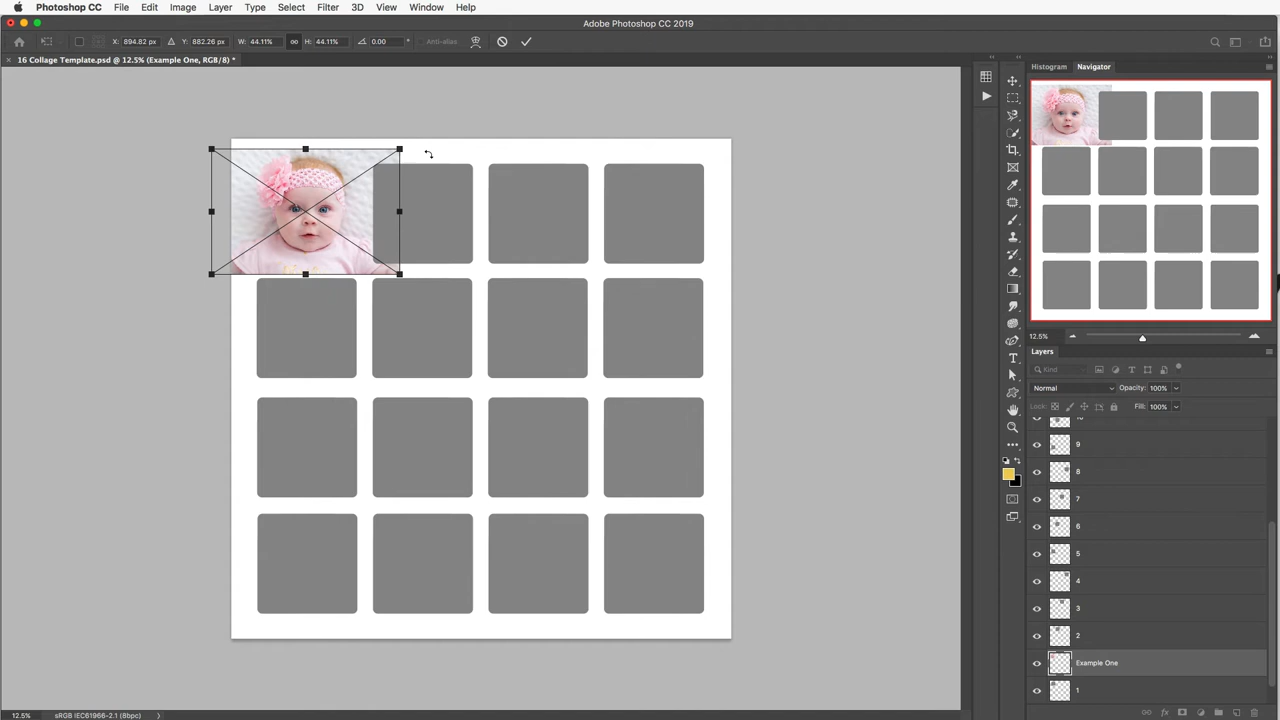 Photoshop CC File Edit Image Layer Type Select Filter 3D View Window Help
Adobe Photoshop CC 2019
X: 894.82 px Y: 882.26 px W: 44.11% H: 44.11% 0.00 ° Anti-alias
× 16 Collage Template.psd @ 12.5% (Example One, RGB/8) *
Histogram Navigator
12.5%
Layers
Kind
Normal Opacity: 100%
Lock: Fill: 100%
10
9
8
7
6
5
4
3
2
Example One
1
12.5% sRGB IEC61966-2.1 (8bpc)